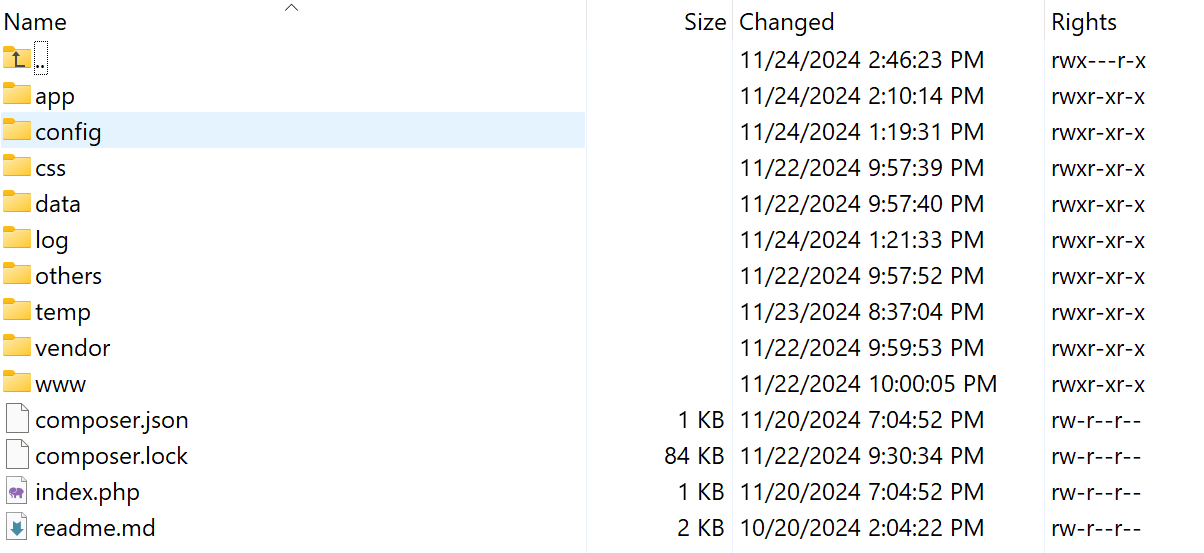 Name Size Changed Rights
.. 11/24/2024 2:46:23 PM rwx---r-x
app 11/24/2024 2:10:14 PM rwxr-xr-x
config 11/24/2024 1:19:31 PM rwxr-xr-x
css 11/22/2024 9:57:39 PM rwxr-xr-x
data 11/22/2024 9:57:40 PM rwxr-xr-x
log 11/24/2024 1:21:33 PM rwxr-xr-x
others 11/22/2024 9:57:52 PM rwxr-xr-x
temp 11/23/2024 8:37:04 PM rwxr-xr-x
vendor 11/22/2024 9:59:53 PM rwxr-xr-x
www 11/22/2024 10:00:05 PM rwxr-xr-x
composer.json 1 KB 11/20/2024 7:04:52 PM rw-r--r--
composer.lock 84 KB 11/22/2024 9:30:34 PM rw-r--r--
index.php 1 KB 11/20/2024 7:04:52 PM rw-r--r--
readme.md 2 KB 10/20/2024 2:04:22 PM rw-r--r--